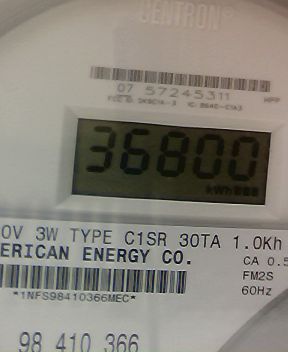 CENTRON®
07 57245311
36800
kWh
0V 3W TYPE C1SR 30TA 1.0Kh
ERICAN ENERGY CO.
CA 0.5
FM2S
*1NFS98410366MEC*
60Hz
98 410 366